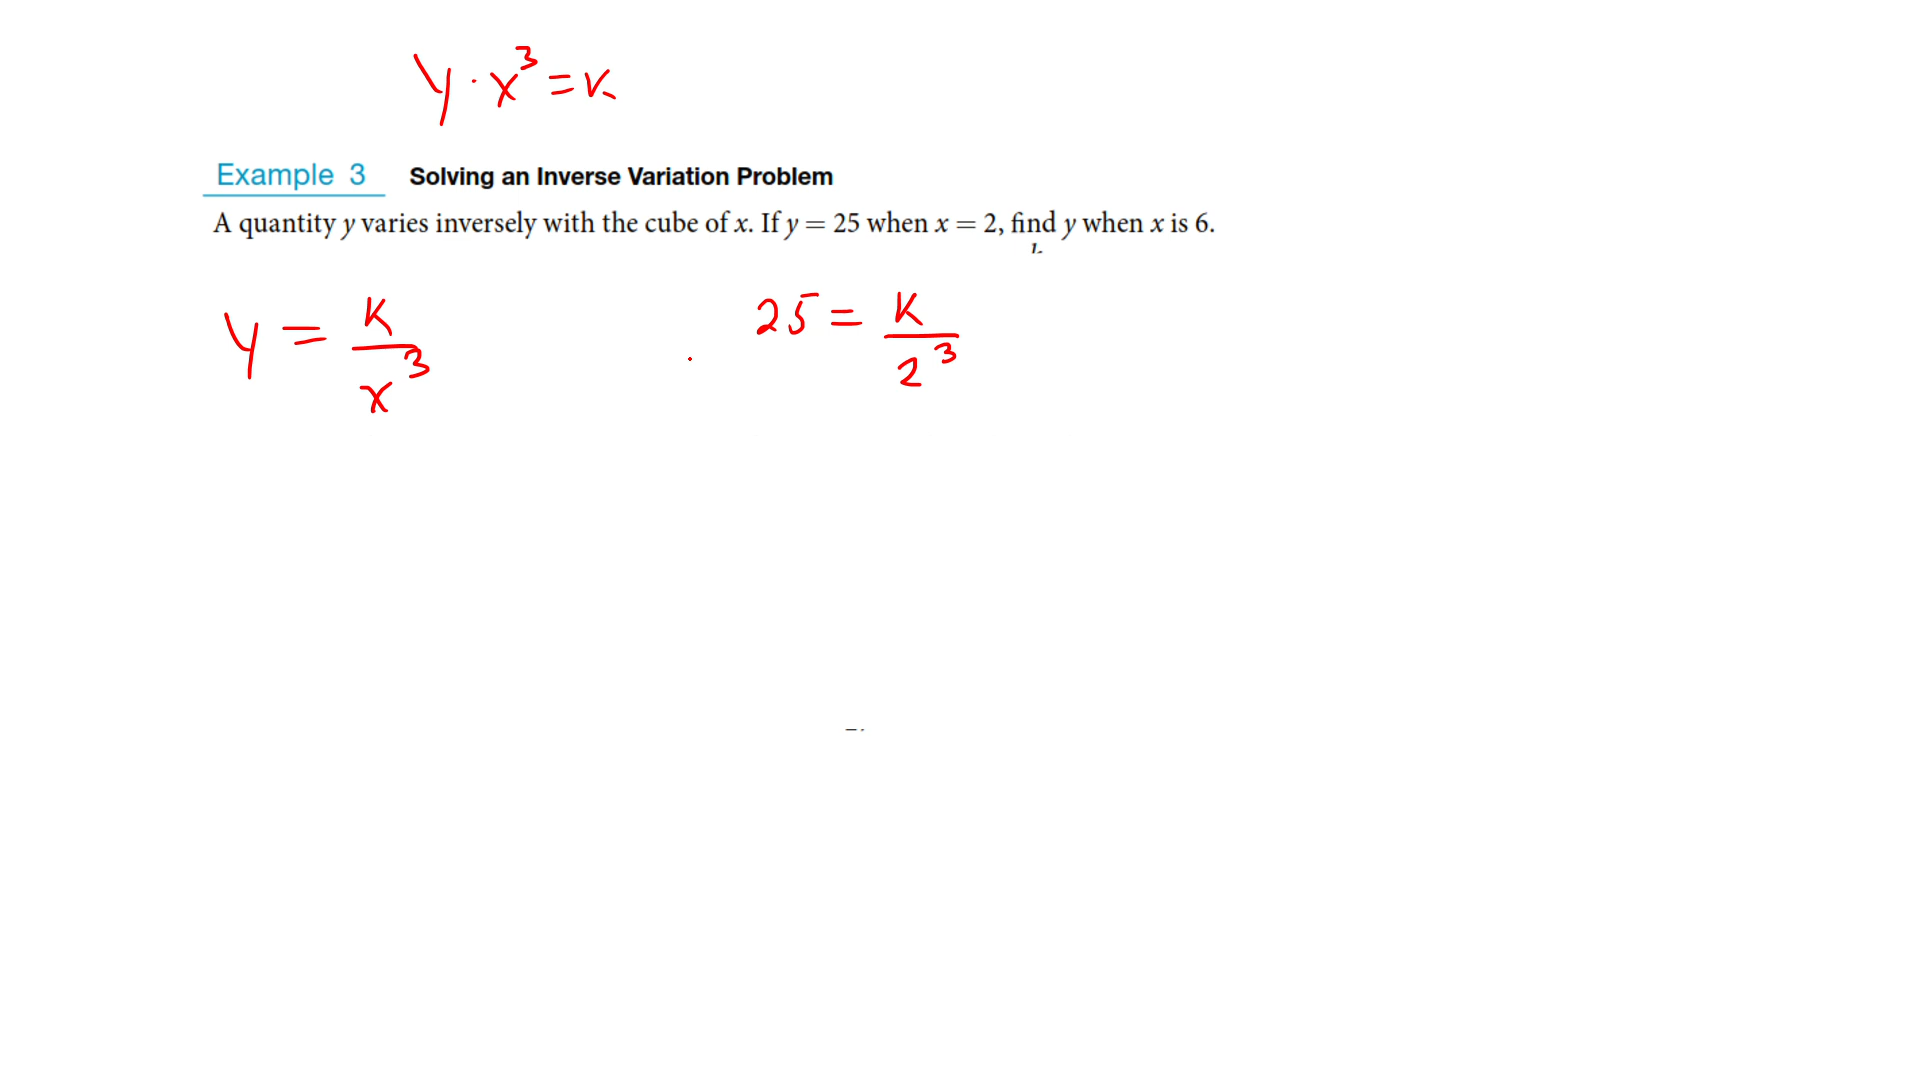 y · x³ = k
Example 3 Solving an Inverse Variation Problem
A quantity y varies inversely with the cube of x. If y = 25 when x = 2, find y when x is 6.
y = k / x³
25 = k / 2³